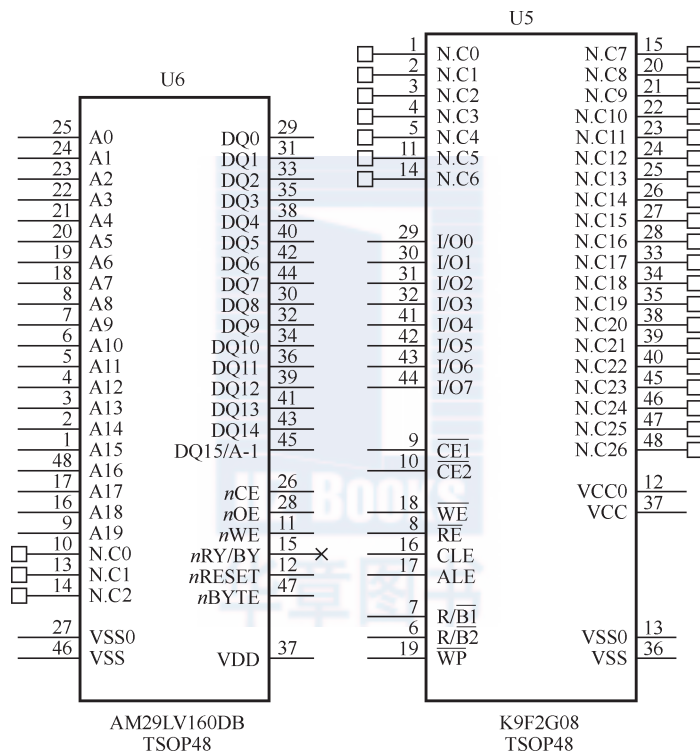 U6
25 A0 DQ0 29
24 A1 DQ1 31
23 A2 DQ2 33
22 A3 DQ3 35
21 A4 DQ4 38
20 A5 DQ5 40
19 A6 DQ6 42
18 A7 DQ7 44
8 A8 DQ8 30
7 A9 DQ9 32
6 A10 DQ10 34
5 A11 DQ11 36
4 A12 DQ12 39
3 A13 DQ13 41
2 A14 DQ14 43
1 A15 DQ15/A-1 45
48 A16
17 A17 nCE 26
16 A18 nOE 28
9 A19 nWE 11
10 N.C0 nRY/BY 15
13 N.C1 nRESET 12
14 N.C2 nBYTE 47
27 VSS0
46 VSS VDD 37
AM29LV160DB
TSOP48
U5
1 N.C0 N.C7 15
2 N.C1 N.C8 20
3 N.C2 N.C9 21
4 N.C3 N.C10 22
5 N.C4 N.C11 23
11 N.C5 N.C12 24
14 N.C6 N.C13 25
N.C14 26
N.C15 27
29 I/O0 N.C16 28
30 I/O1 N.C17 33
31 I/O2 N.C18 34
32 I/O3 N.C19 35
41 I/O4 N.C20 38
42 I/O5 N.C21 39
43 I/O6 N.C22 40
44 I/O7 N.C23 45
N.C24 46
N.C25 47
9 CE1 N.C26 48
10 CE2
VCC0 12
18 WE VCC 37
8 RE
16 CLE
17 ALE
7 R/B1
6 R/B2 VSS0 13
19 WP VSS 36
K9F2G08
TSOP48
Books
华章图书